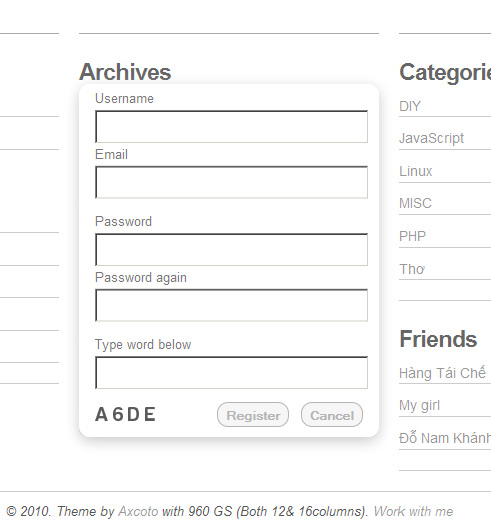 Archives
Username
Email
Password
Password again
Type word below
A6DE
Register Cancel
DIY
JavaScript
Linux
MISC
PHP
Thơ
Friends
Hàng Tái Chế
My girl
Đỗ Nam Khánh
© 2010. Theme by Axcoto with 960 GS (Both 12& 16columns). Work with me